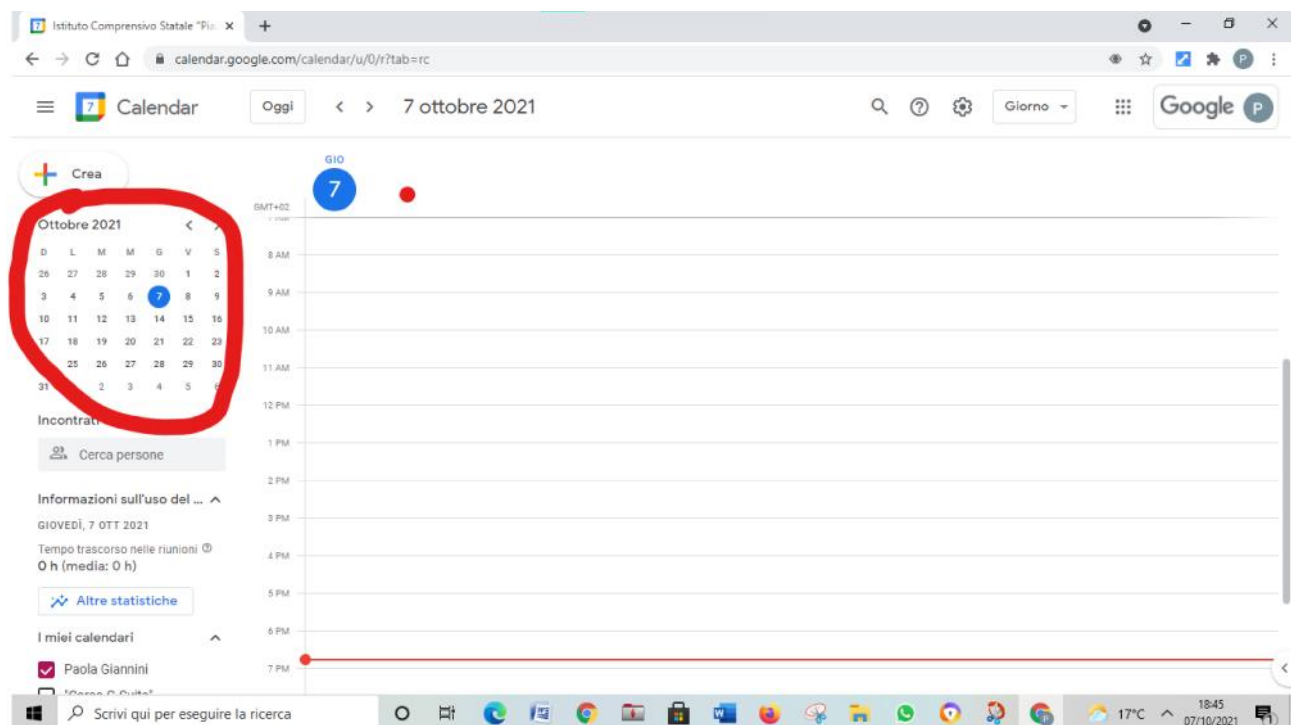 Istituto Comprensivo Statale "Pia
calendar.google.com/calendar/u/0/r?tab=rc
P
7 Calendar Oggi 7 ottobre 2021 Giorno Google P
Crea
GIO
7
GMT+02
Ottobre 2021
D L M M G V S
26 27 28 29 30 1 2
3 4 5 6 7 8 9
10 11 12 13 14 15 16
17 18 19 20 21 22 23
25 26 27 28 29 30
31 2 3 4 5 6
Incontrati
Cerca persone
Informazioni sull'uso del ...
GIOVEDÌ, 7 OTT 2021
Tempo trascorso nelle riunioni
0 h (media: 0 h)
Altre statistiche
I miei calendari
Paola Giannini
8 AM
9 AM
10 AM
11 AM
12 PM
1 PM
2 PM
3 PM
4 PM
5 PM
6 PM
7 PM
Scrivi qui per eseguire la ricerca
17°C
18:45
07/10/2021